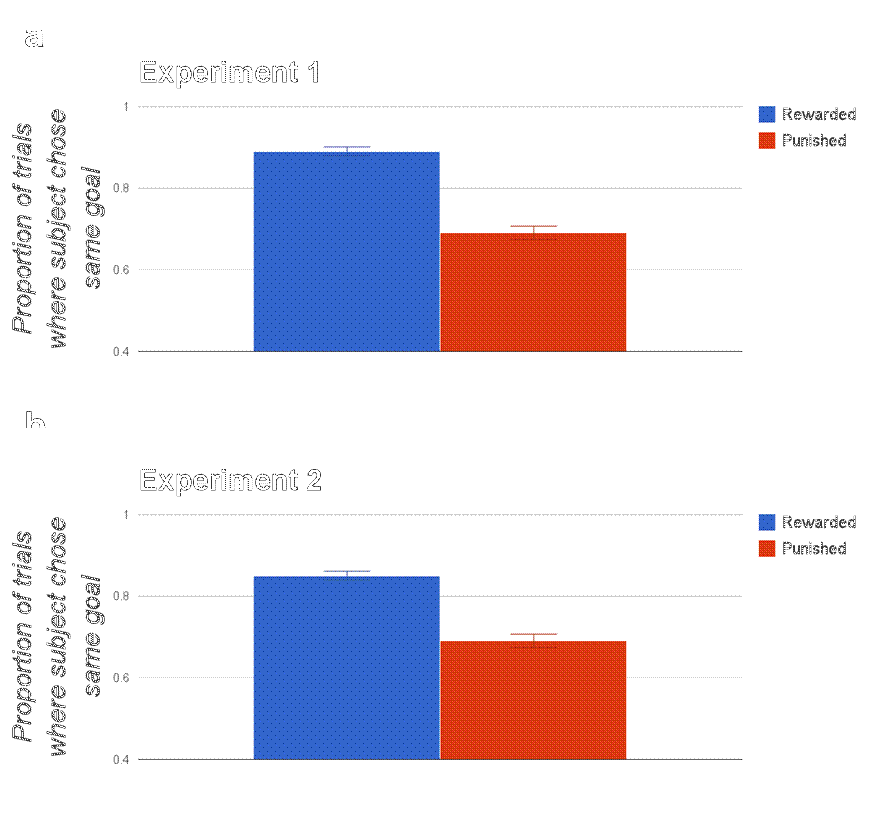 a
Experiment 1
Proportion of trials
where subject chose
same goal
1
0.8
0.6
0.4
Rewarded
Punished
b
Experiment 2
Proportion of trials
where subject chose
same goal
1
0.8
0.6
0.4
Rewarded
Punished